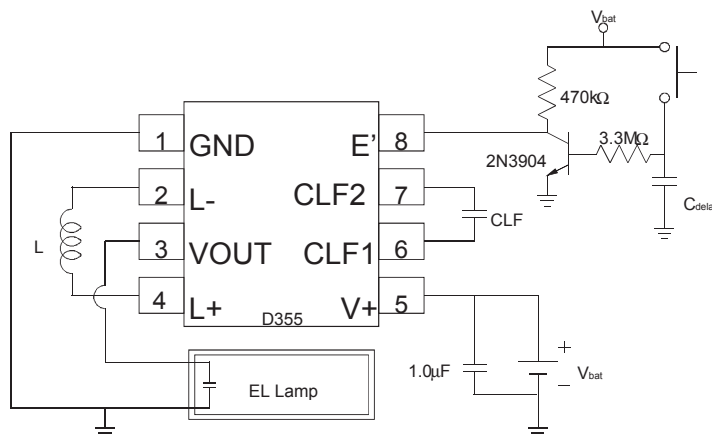 Vbat
470kΩ
3.3MΩ
2N3904
Cdela
1
GND
E'
8
2
L-
CLF2
7
CLF
L
3
VOUT
CLF1
6
4
L+
V+
5
D355
EL Lamp
1.0µF
+
Vbat
–